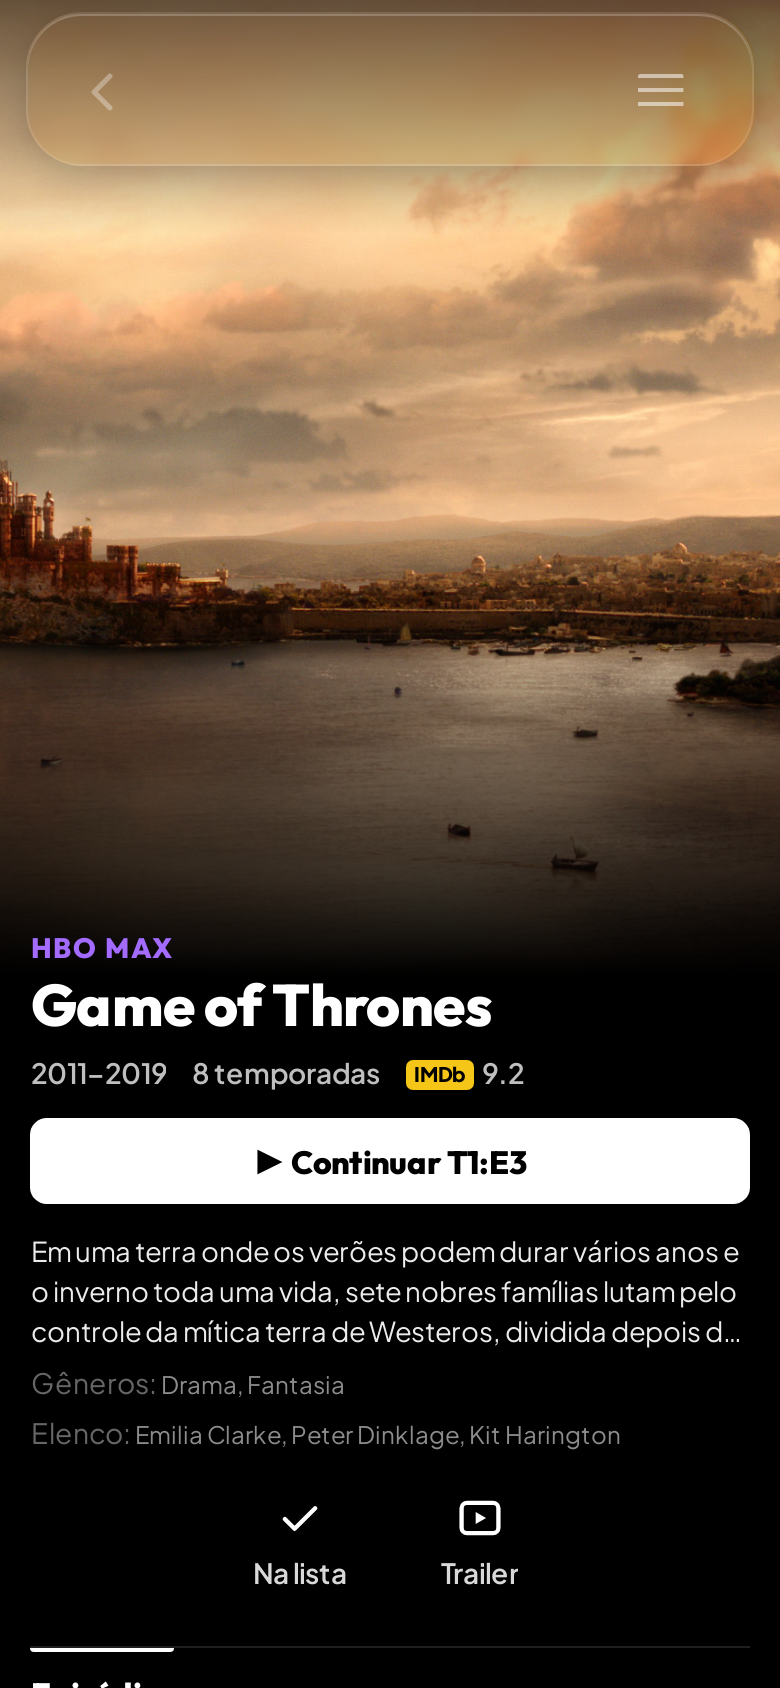 HBO MAX
Game of Thrones
2011–2019 8 temporadas IMDb 9.2
Continuar T1:E3
Em uma terra onde os verões podem durar vários anos e
o inverno toda uma vida, sete nobres famílias lutam pelo
controle da mítica terra de Westeros, dividida depois d...
Gêneros: Drama, Fantasia
Elenco: Emilia Clarke, Peter Dinklage, Kit Harington
Na lista Trailer